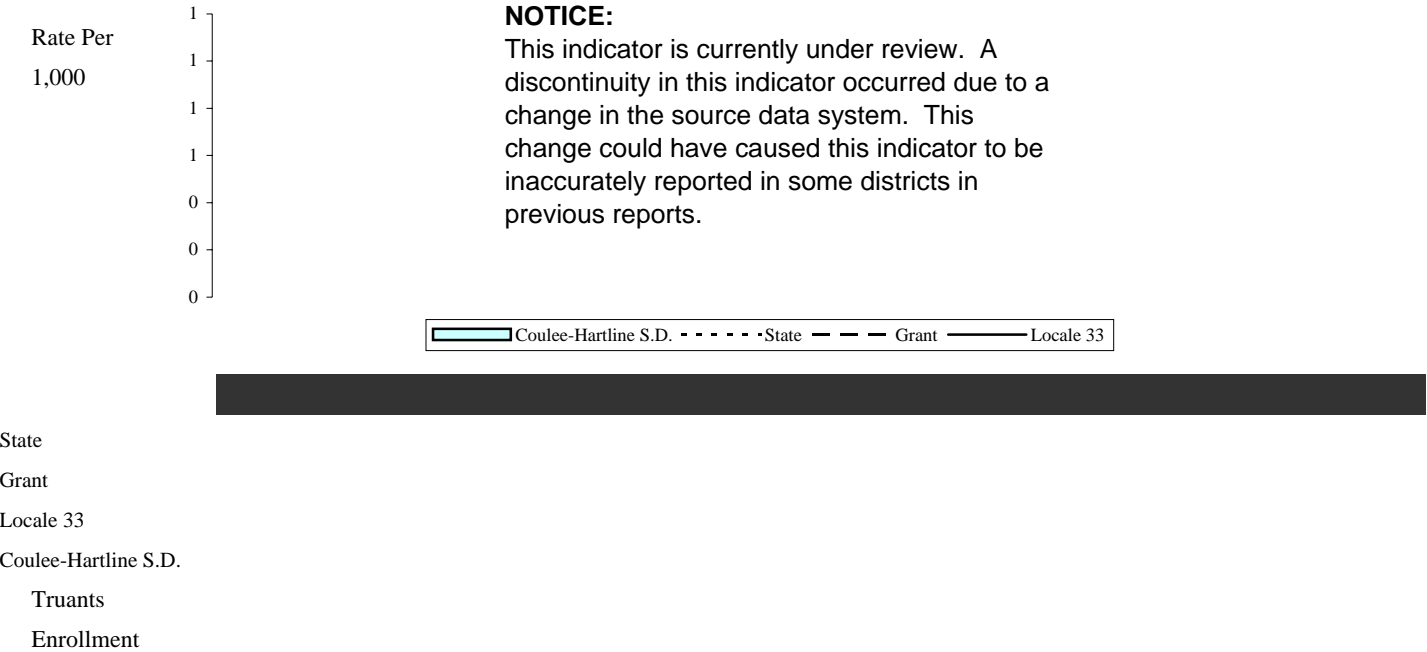 Rate Per
1,000
1
1
1
1
0
0
0
NOTICE:
This indicator is currently under review.  A
discontinuity in this indicator occurred due to a
change in the source data system.  This
change could have caused this indicator to be
inaccurately reported in some districts in
previous reports.
Coulee-Hartline S.D. State Grant Locale 33
State
Grant
Locale 33
Coulee-Hartline S.D.
Truants
Enrollment